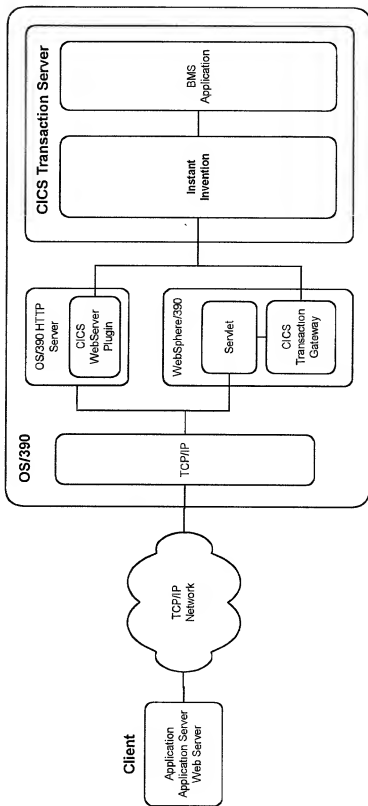 Client
Application
Application Server
Web Server
TCP/IP
Network
OS/390
TCP/IP
OS/390 HTTP
Server
CICS
WebServer
Plugin
WebSphere/390
Servlet
CICS
Transaction
Gateway
CICS Transaction Server
Instant
Invention
BMS
Application